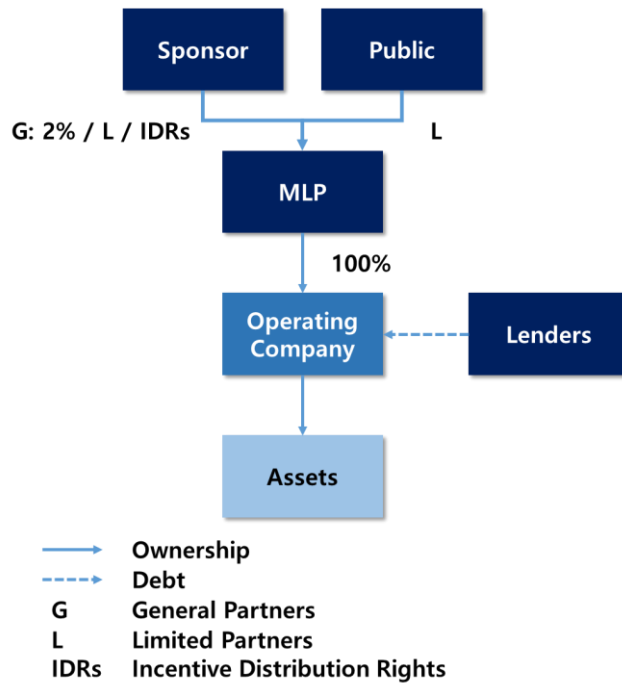 Sponsor
Public
G: 2% / L / IDRs
L
MLP
100%
Operating
Company
Lenders
Assets
Ownership
Debt
G General Partners
L Limited Partners
IDRs Incentive Distribution Rights